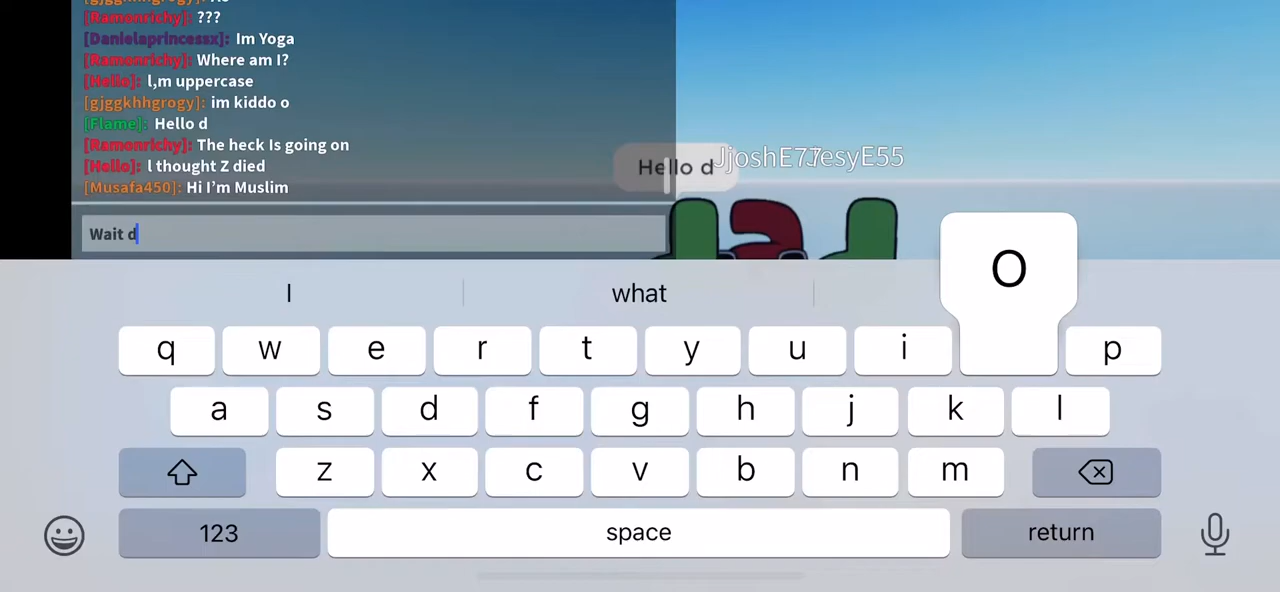 [Ramonrichy]: ???
[Danielaprincessx]: Im Yoga
[Ramonrichy]: Where am I?
[Hello]: l,m uppercase
[gjggkhhgrogy]: im kiddo o
[Flame]: Hello d
[Ramonrichy]: The heck Is going on
[Hello]: l thought Z died
[Musafa450]: Hi I'm Muslim
Hello d
Wait d
I what
O
q w e r t y u i p
a s d f g h j k l
z x c v b n m
123 space return